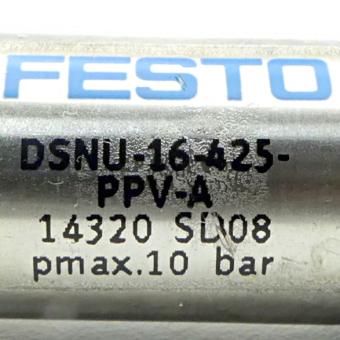 FESTO
DSNU-16-425-
PPV-A
14320 SD08
pmax.10 bar